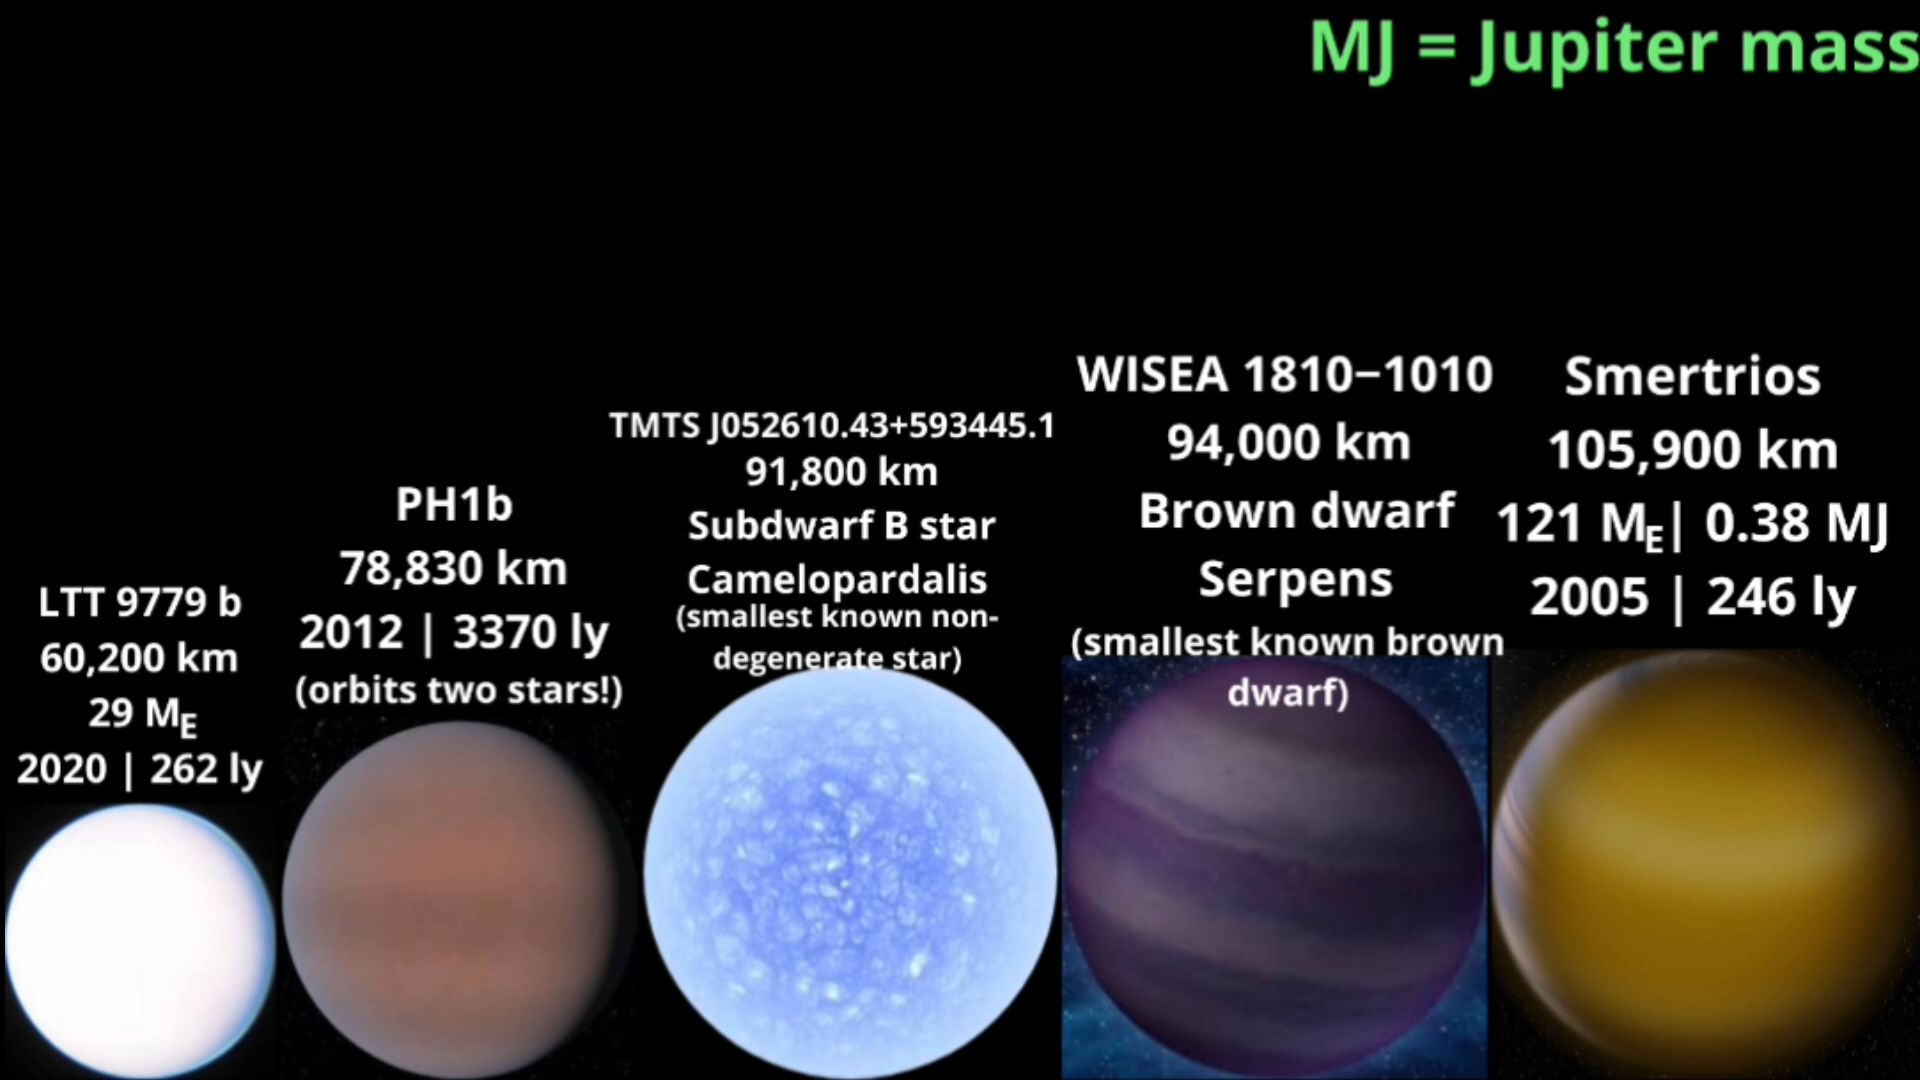 MJ = Jupiter mass
LTT 9779 b
60,200 km
29 ME
2020 | 262 ly
PH1b
78,830 km
2012 | 3370 ly
(orbits two stars!)
TMTS J052610.43+593445.1
91,800 km
Subdwarf B star
Camelopardalis
(smallest known non-
degenerate star)
WISEA 1810−1010
94,000 km
Brown dwarf
Serpens
(smallest known brown
dwarf)
Smertrios
105,900 km
121 ME| 0.38 MJ
2005 | 246 ly